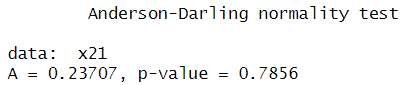 Anderson-Darling normality test
data:  x21
A = 0.23707, p-value = 0.7856